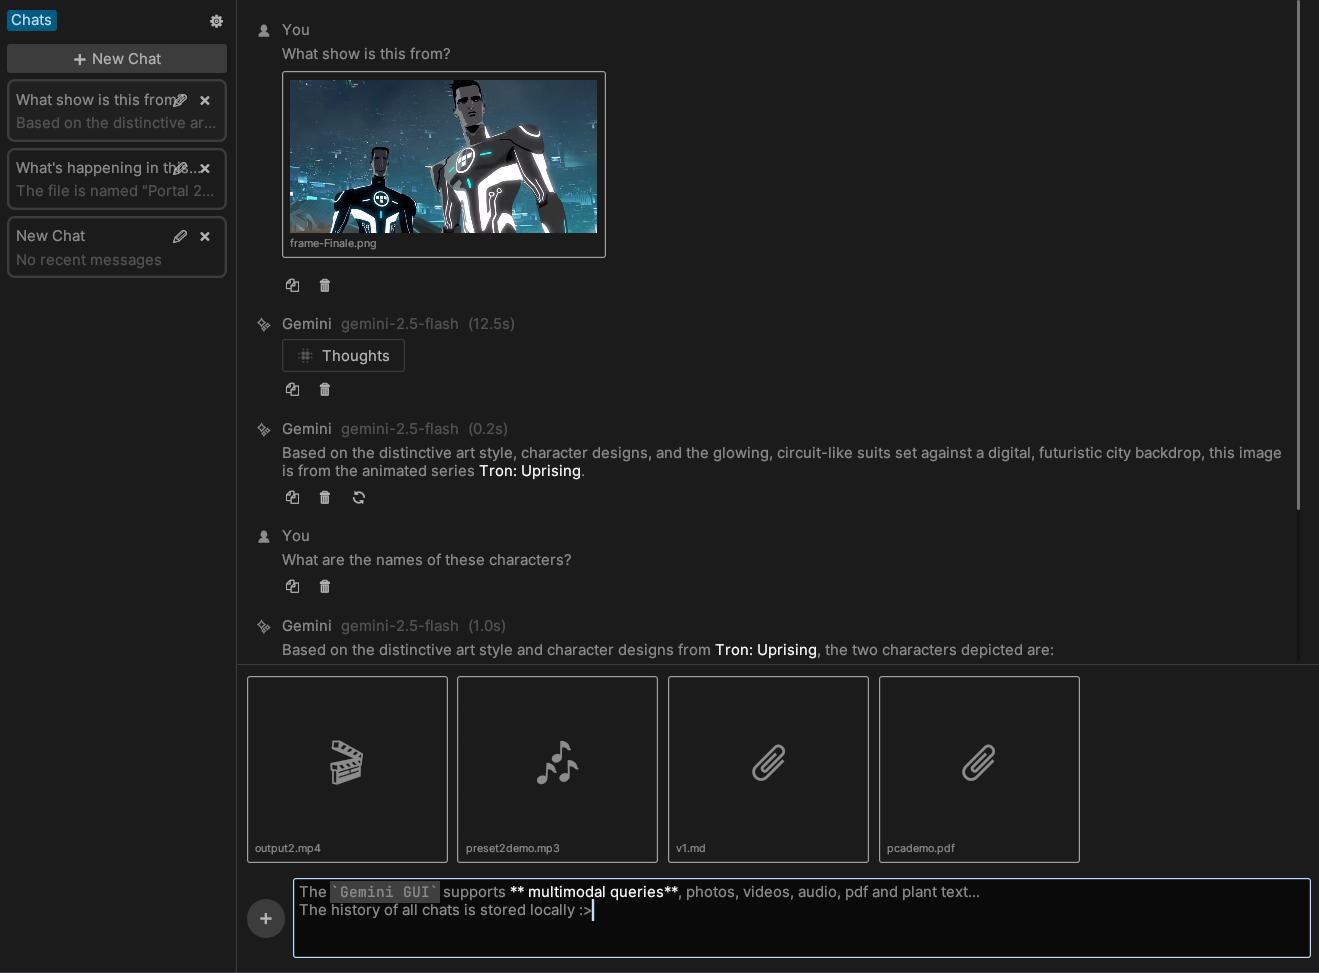 Chats
+ New Chat
What show is this from
Based on the distinctive ar...
What's happening in this...
The file is named "Portal 2...
New Chat
No recent messages
You
What show is this from?
frame-Finale.png
Gemini gemini-2.5-flash (12.5s)
Thoughts
Gemini gemini-2.5-flash (0.2s)
Based on the distinctive art style, character designs, and the glowing, circuit-like suits set against a digital, futuristic city backdrop, this image
is from the animated series Tron: Uprising.
You
What are the names of these characters?
Gemini gemini-2.5-flash (1.0s)
Based on the distinctive art style and character designs from Tron: Uprising, the two characters depicted are:
output2.mp4
preset2demo.mp3
v1.md
pcademo.pdf
The `Gemini GUI` supports ** multimodal queries**, photos, videos, audio, pdf and plant text...
The history of all chats is stored locally :>